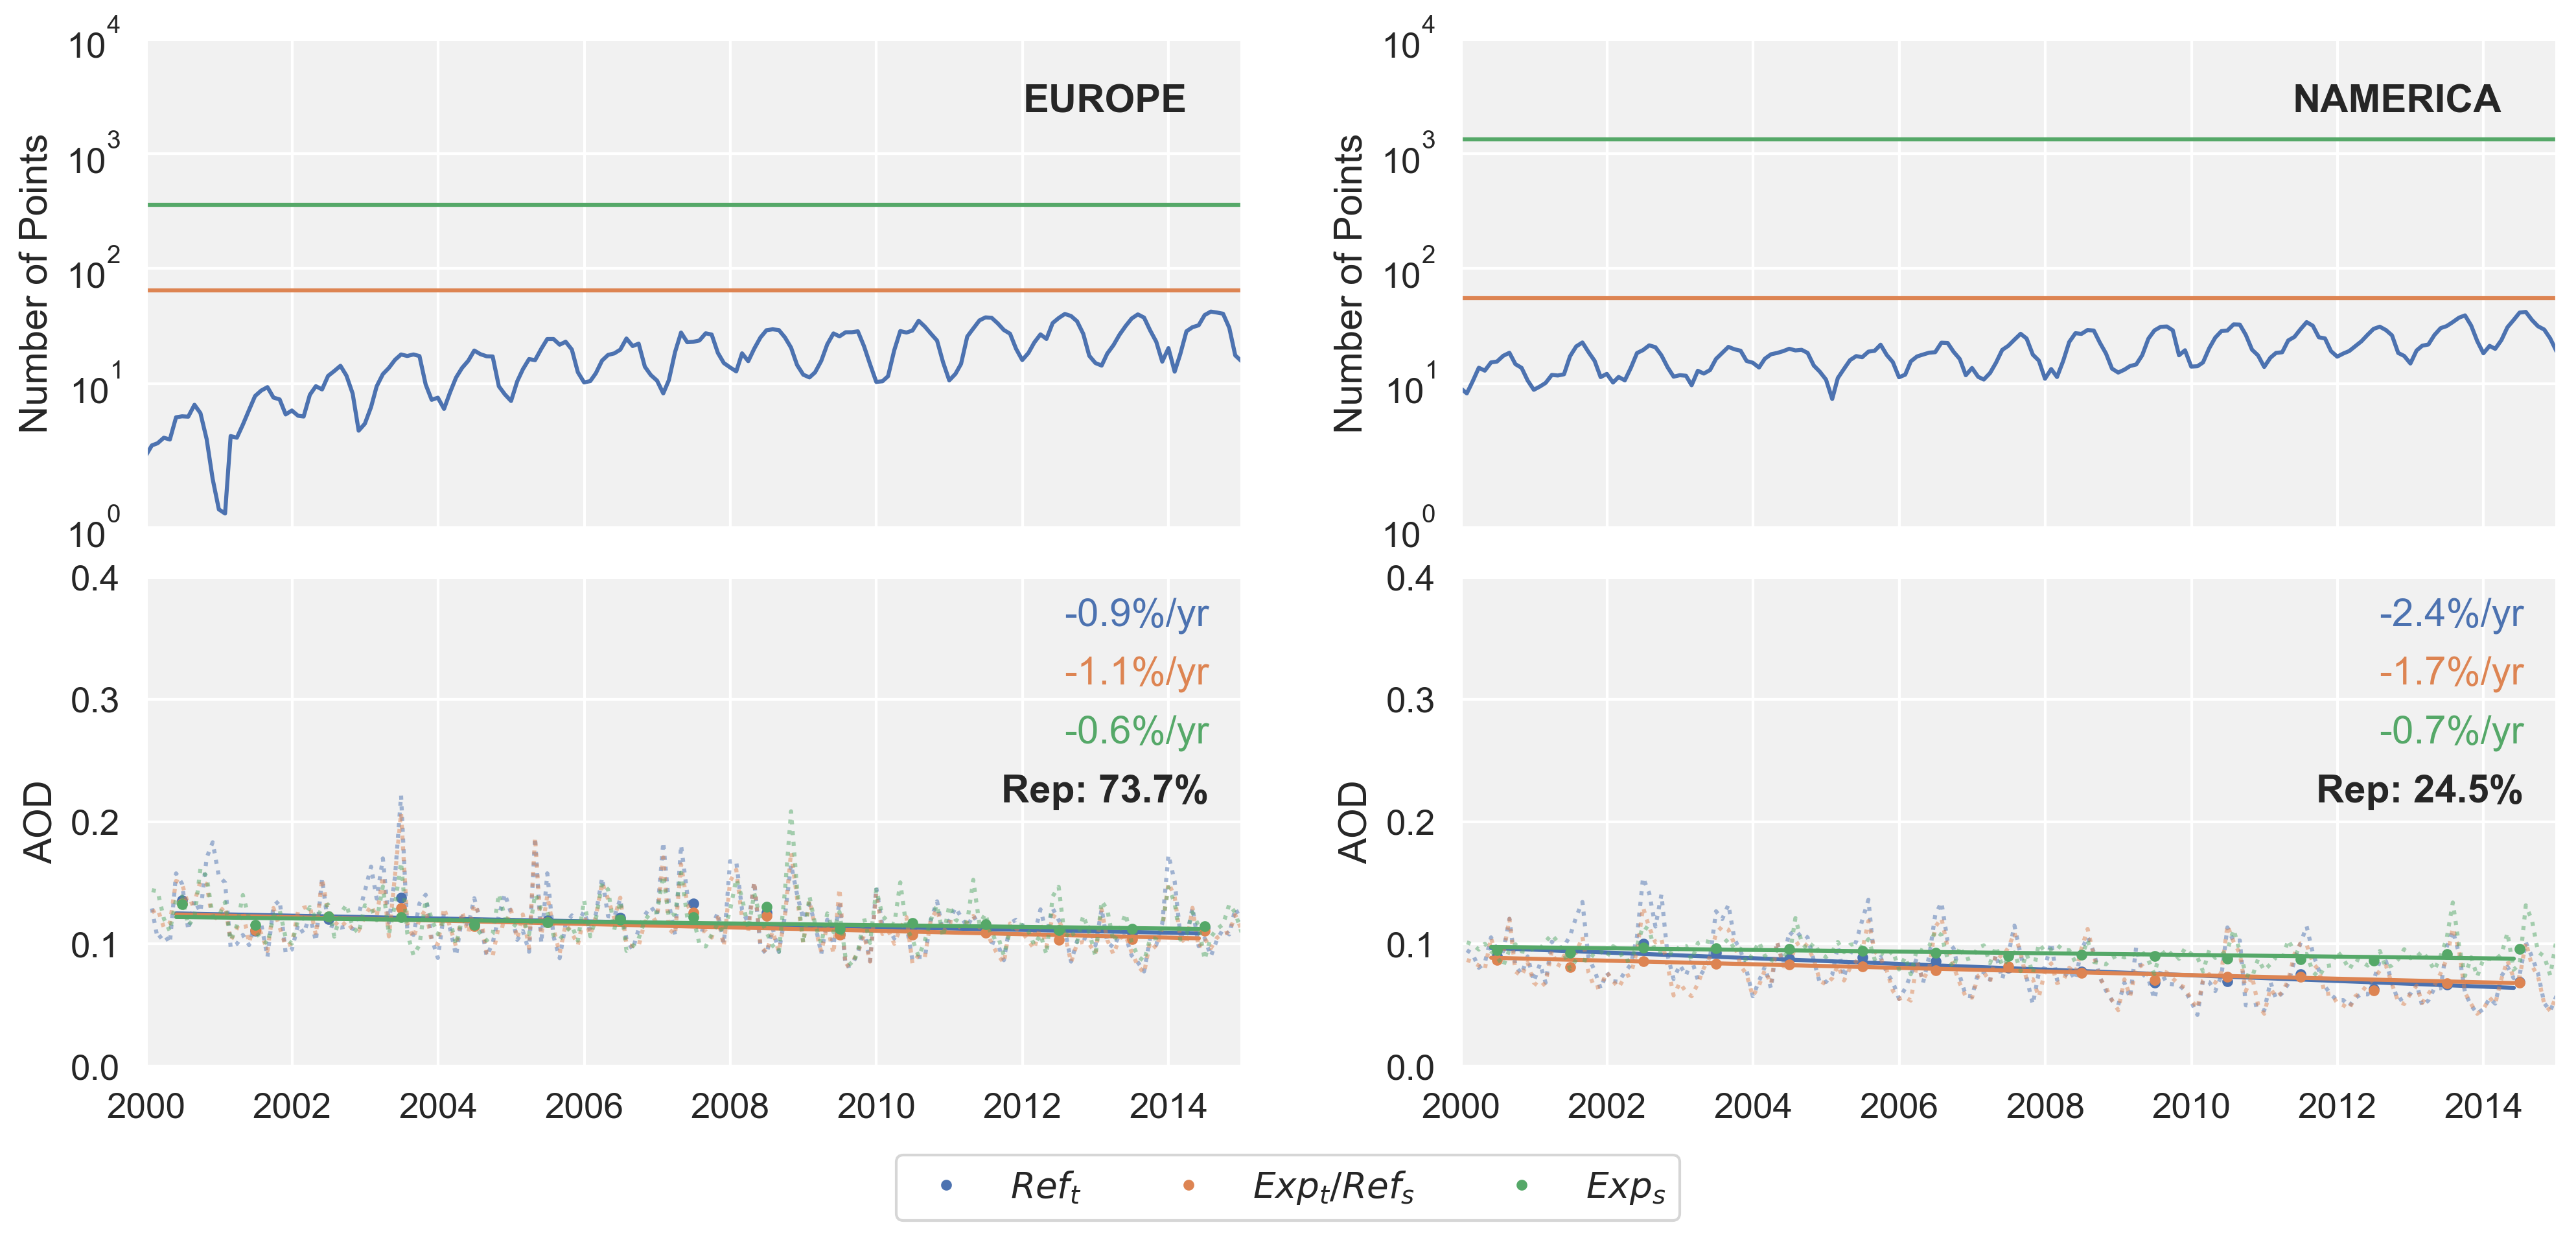 EUROPE
Number of Points
10^4
10^3
10^2
10^1
10^0
NAMERICA
Number of Points
10^4
10^3
10^2
10^1
10^0
AOD
0.4
0.3
0.2
0.1
0.0
-0.9%/yr
-1.1%/yr
-0.6%/yr
Rep: 73.7%
2000 2002 2004 2006 2008 2010 2012 2014
AOD
0.4
0.3
0.2
0.1
0.0
-2.4%/yr
-1.7%/yr
-0.7%/yr
Rep: 24.5%
2000 2002 2004 2006 2008 2010 2012 2014
Ref_t Exp_t/Ref_s Exp_s